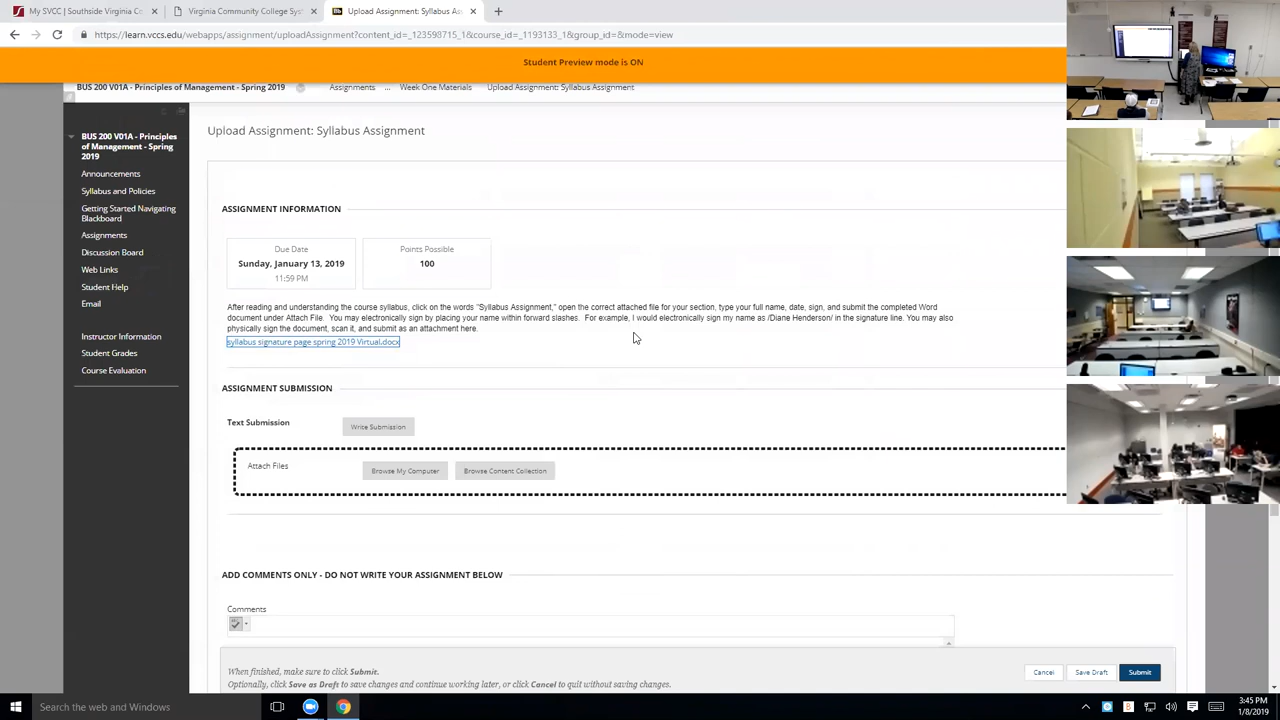 My SVCC | Southside Virginia Co
Virginia Community College Sys
Upload Assignment: Syllabus As
https://learn.vccs.edu/webapps/assignment/uploadAssignment?content_id=_
_1193133_1&group_id=&mode=view
Student Preview mode is ON
BUS 200 V01A - Principles of Management - Spring 2019
Assignments
...
Week One Materials
Upload Assignment: Syllabus Assignment
BUS 200 V01A - Principles
of Management - Spring
2019
Announcements
Syllabus and Policies
Getting Started Navigating
Blackboard
Assignments
Discussion Board
Web Links
Student Help
Email
Instructor Information
Student Grades
Course Evaluation
Upload Assignment: Syllabus Assignment
ASSIGNMENT INFORMATION
Due Date
Sunday, January 13, 2019
11:59 PM
Points Possible
100
After reading and understanding the course syllabus, click on the words "Syllabus Assignment," open the correct attached file for your section, type your full name, date, sign, and submit the completed Word
document under Attach File. You may electronically sign by placing your name within forward slashes. For example, I would electronically sign my name as /Diane Henderson/ in the signature line. You may also
physically sign the document, scan it, and submit as an attachment here.
syllabus signature page spring 2019 Virtual.docx
ASSIGNMENT SUBMISSION
Text Submission
Write Submission
Attach Files
Browse My Computer
Browse Content Collection
ADD COMMENTS ONLY - DO NOT WRITE YOUR ASSIGNMENT BELOW
Comments
When finished, make sure to click Submit.
Optionally, click Save as Draft to save changes and continue working later, or click Cancel to quit without saving changes.
Cancel
Save Draft
Submit
Search the web and Windows
3:45 PM
1/8/2019